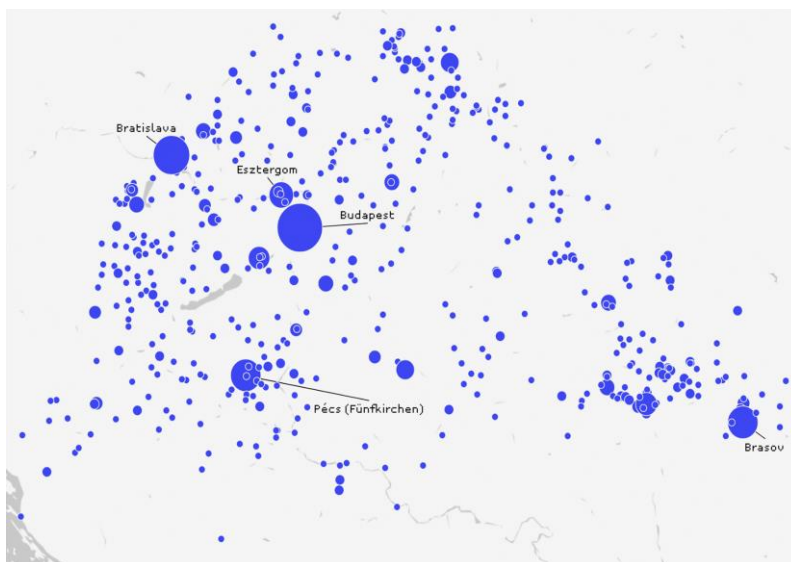 Bratislava
Esztergom
Budapest
Pécs (Fünfkirchen)
Brasov